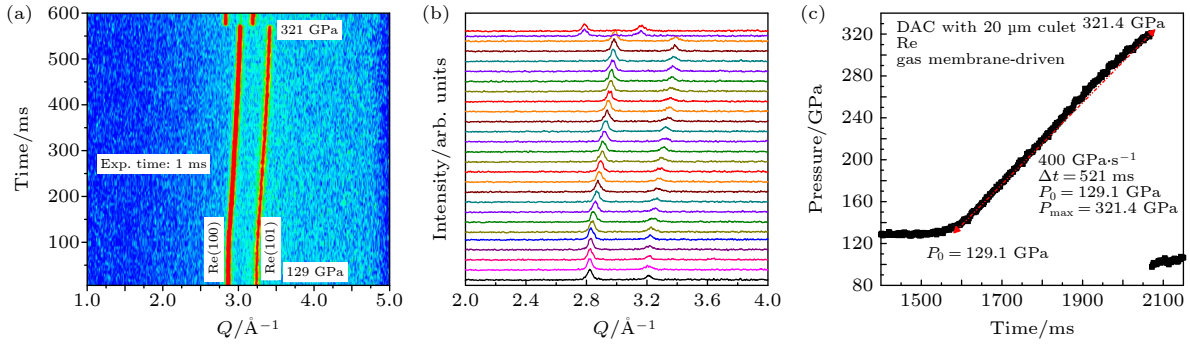 (a)
600
500
400
300
200
100
Time/ms
321 GPa
Exp. time: 1 ms
Re(100)
Re(101)
129 GPa
1.0 2.0 3.0 4.0 5.0
Q/Å⁻¹
(b)
Intensity/arb. units
2.0 2.4 2.8 3.2 3.6 4.0
Q/Å⁻¹
(c)
320
280
240
200
160
120
80
Pressure/GPa
DAC with 20 μm culet
321.4 GPa
Re
gas membrane-driven
400 GPa·s⁻¹
Δt = 521 ms
P₀ = 129.1 GPa
Pmax = 321.4 GPa
P₀ = 129.1 GPa
1500 1700 1900 2100
Time/ms